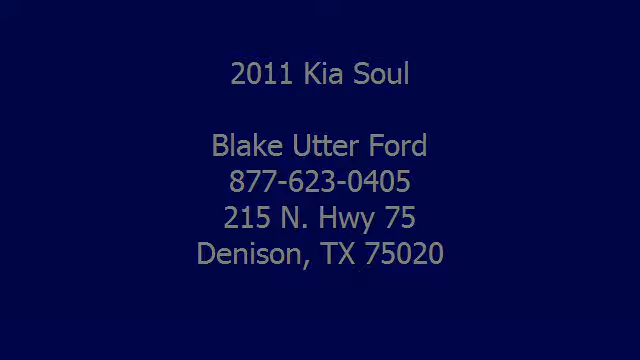 2011 Kia Soul
Blake Utter Ford
877-623-0405
215 N. Hwy 75
Denison, TX 75020